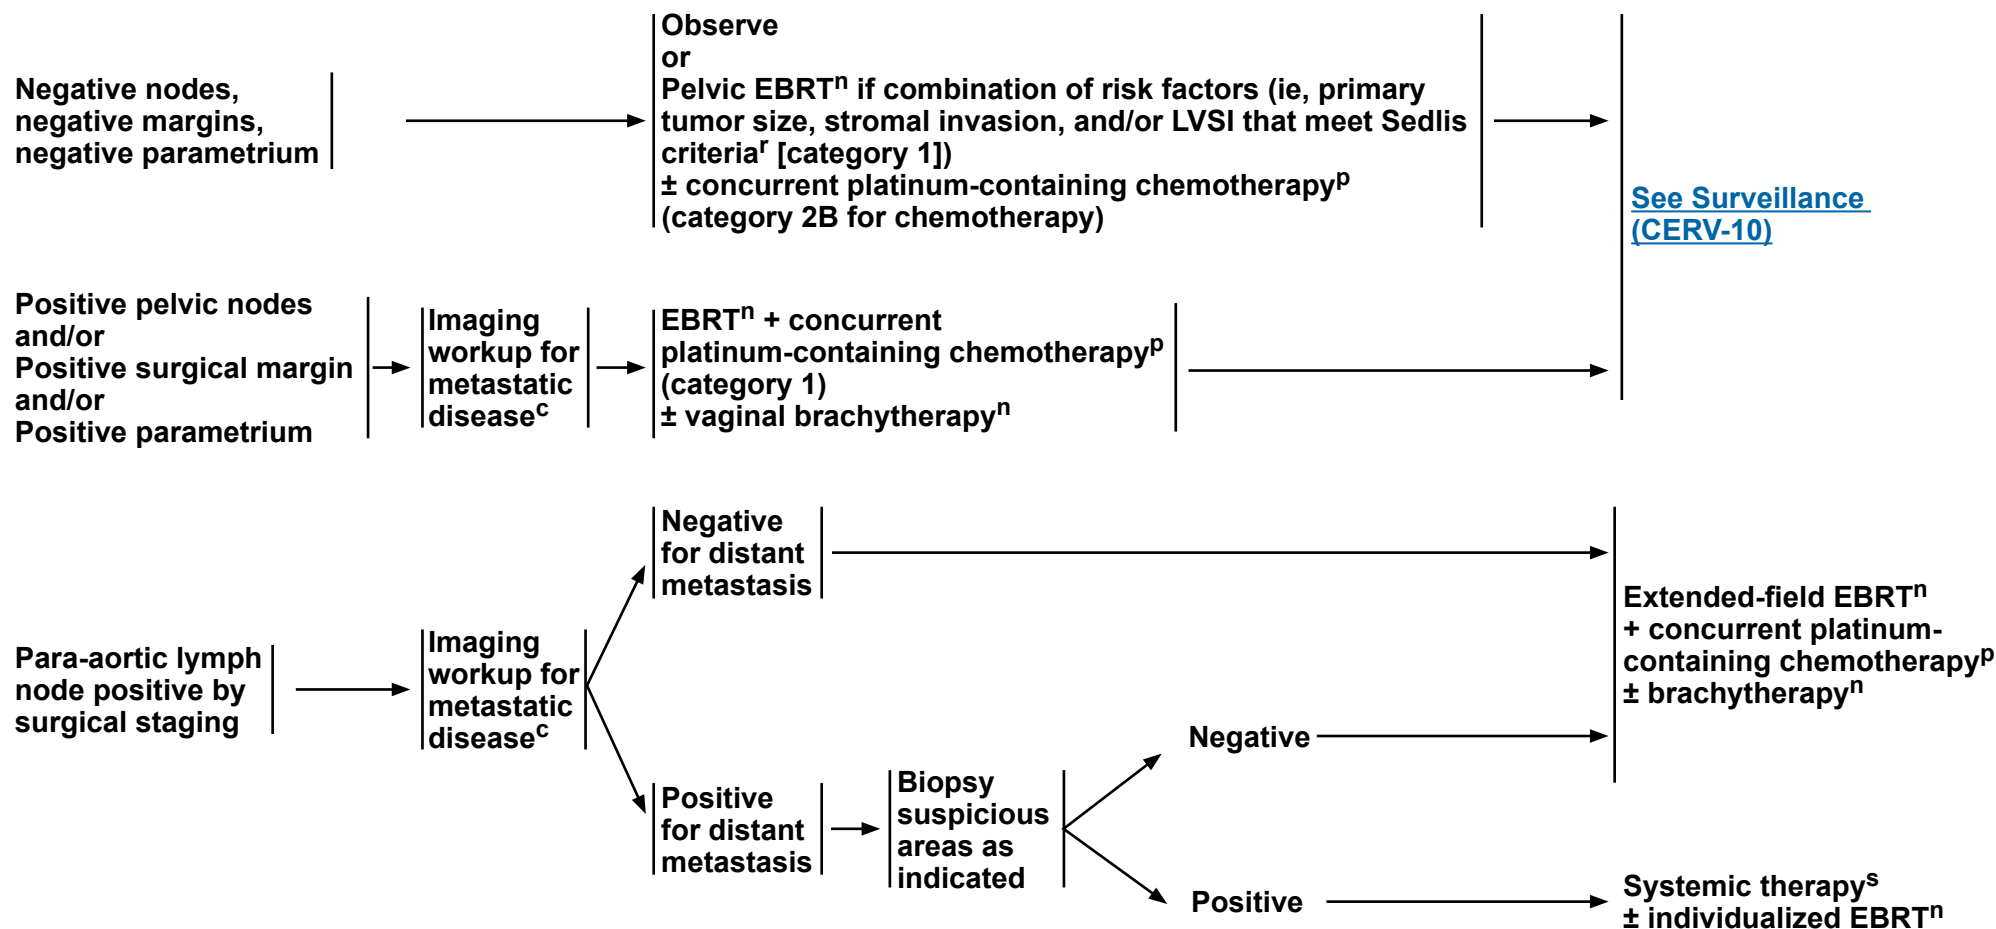 Negative nodes,
negative margins,
negative parametrium
Observe
or
Pelvic EBRTⁿ if combination of risk factors (ie, primary
tumor size, stromal invasion, and/or LVSI that meet Sedlis
criteriaʳ [category 1])
± concurrent platinum-containing chemotherapyᵖ
(category 2B for chemotherapy)
See Surveillance
(CERV-10)
Positive pelvic nodes
and/or
Positive surgical margin
and/or
Positive parametrium
Imaging
workup for
metastatic
diseaseᶜ
EBRTⁿ + concurrent
platinum-containing chemotherapyᵖ
(category 1)
± vaginal brachytherapyⁿ
Para-aortic lymph
node positive by
surgical staging
Imaging
workup for
metastatic
diseaseᶜ
Negative
for distant
metastasis
Positive
for distant
metastasis
Biopsy
suspicious
areas as
indicated
Negative
Positive
Extended-field EBRTⁿ
+ concurrent platinum-
containing chemotherapyᵖ
± brachytherapyⁿ
Systemic therapyˢ
± individualized EBRTⁿ